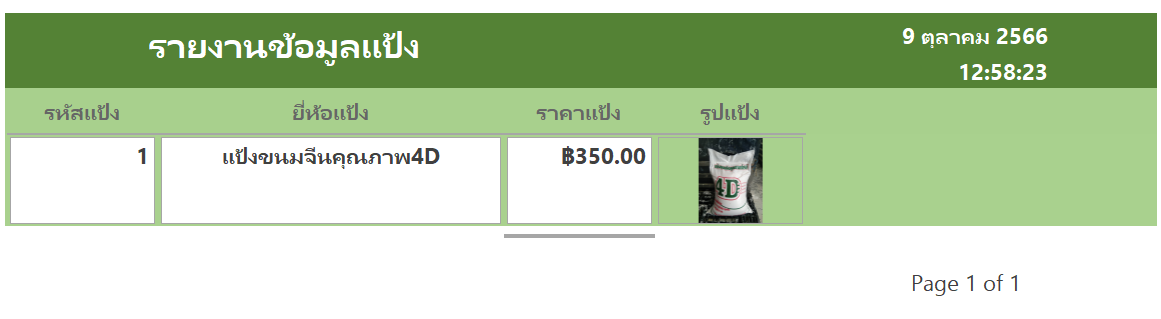 รายงานข้อมูลแป้ง
9 ตุลาคม 2566
12:58:23
รหัสแป้ง ยี่ห้อแป้ง ราคาแป้ง รูปแป้ง
1 แป้งขนมจีนคุณภาพ4D ฿350.00
4D
Page 1 of 1